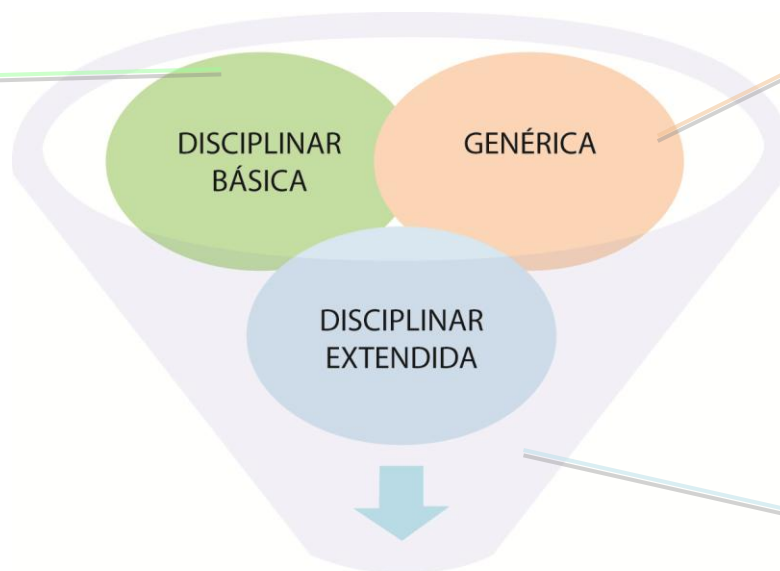 DISCIPLINAR
BÁSICA
GENÉRICA
DISCIPLINAR
EXTENDIDA